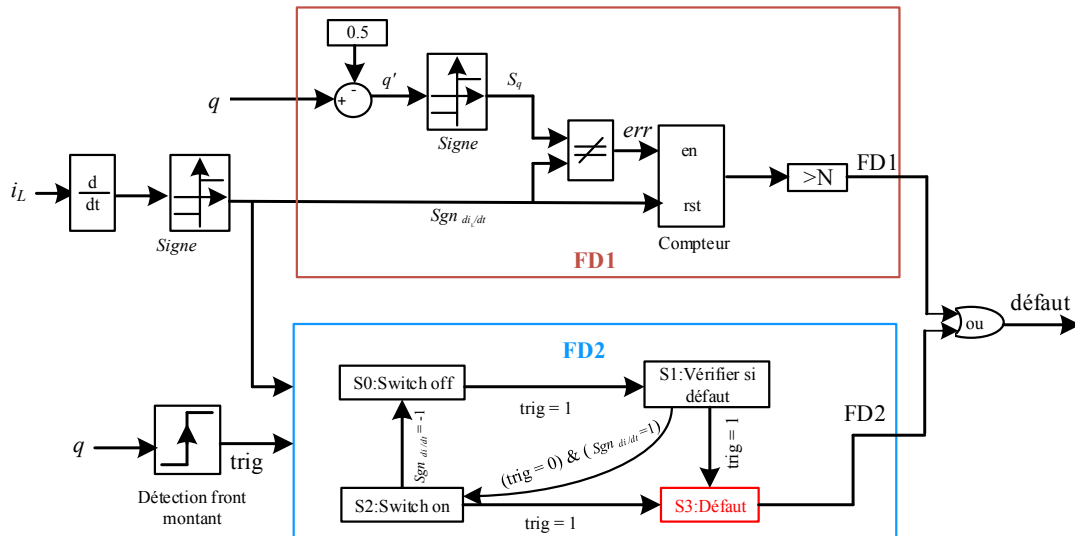 0.5
q
+
-
q'
Signe
S_q
≠
err
en
rst
Compteur
>N
FD1
i_L
d
dt
Signe
Sgn di_L/dt
FD1
ou
défaut
FD2
S0:Switch off
trig = 1
S1:Vérifier si
défaut
Sgn di/dt = -1
(trig = 0) & ( Sgn di/dt =1)
trig = 1
FD2
q
trig
Détection front
montant
S2:Switch on
trig = 1
S3:Défaut